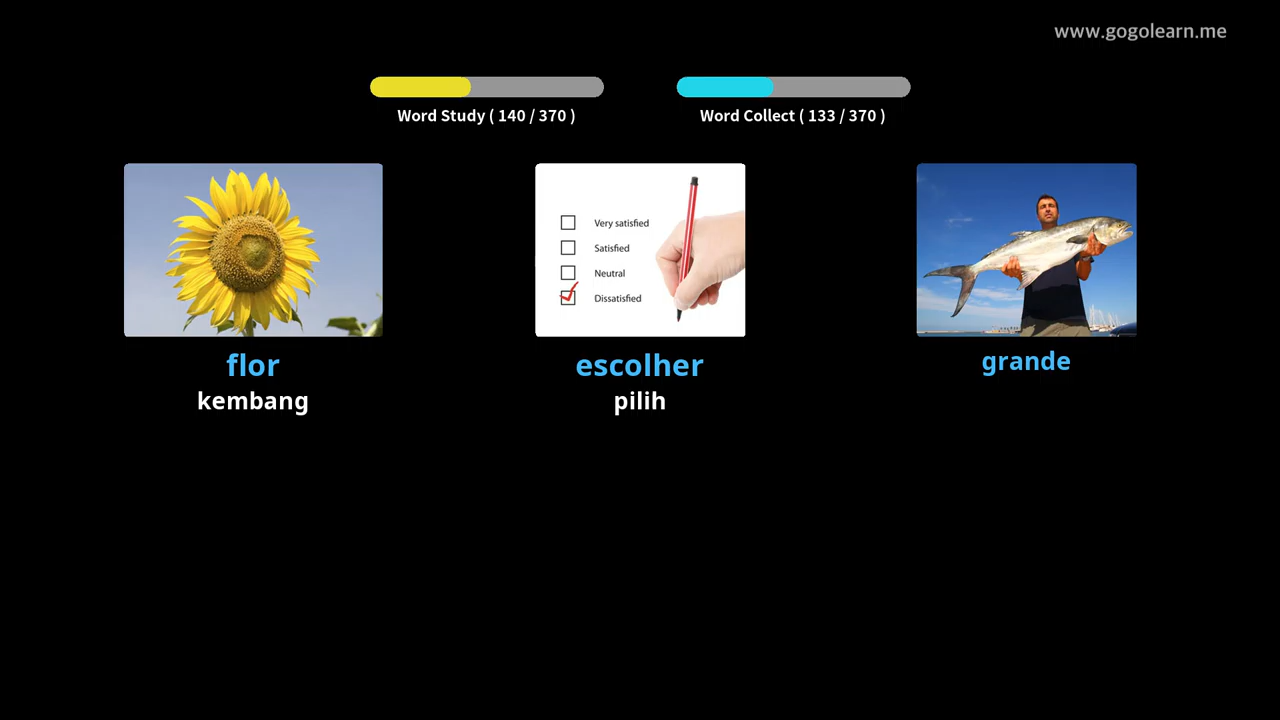 www.gogolearn.me
Word Study ( 140 / 370 )
Word Collect ( 133 / 370 )
Very satisfied
Satisfied
Neutral
Dissatisfied
flor
kembang
escolher
pilih
grande